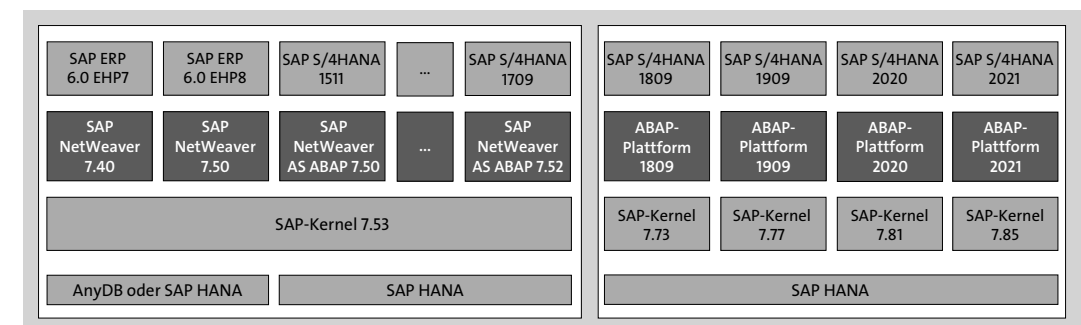 SAP ERP
6.0 EHP7
SAP ERP
6.0 EHP8
SAP S/4HANA
1511
...
SAP S/4HANA
1709
SAP
NetWeaver
7.40
SAP
NetWeaver
7.50
SAP
NetWeaver
AS ABAP 7.50
...
SAP
NetWeaver
AS ABAP 7.52
SAP-Kernel 7.53
AnyDB oder SAP HANA
SAP HANA
SAP S/4HANA
1809
SAP S/4HANA
1909
SAP S/4HANA
2020
SAP S/4HANA
2021
ABAP-
Plattform
1809
ABAP-
Plattform
1909
ABAP-
Plattform
2020
ABAP-
Plattform
2021
SAP-Kernel
7.73
SAP-Kernel
7.77
SAP-Kernel
7.81
SAP-Kernel
7.85
SAP HANA